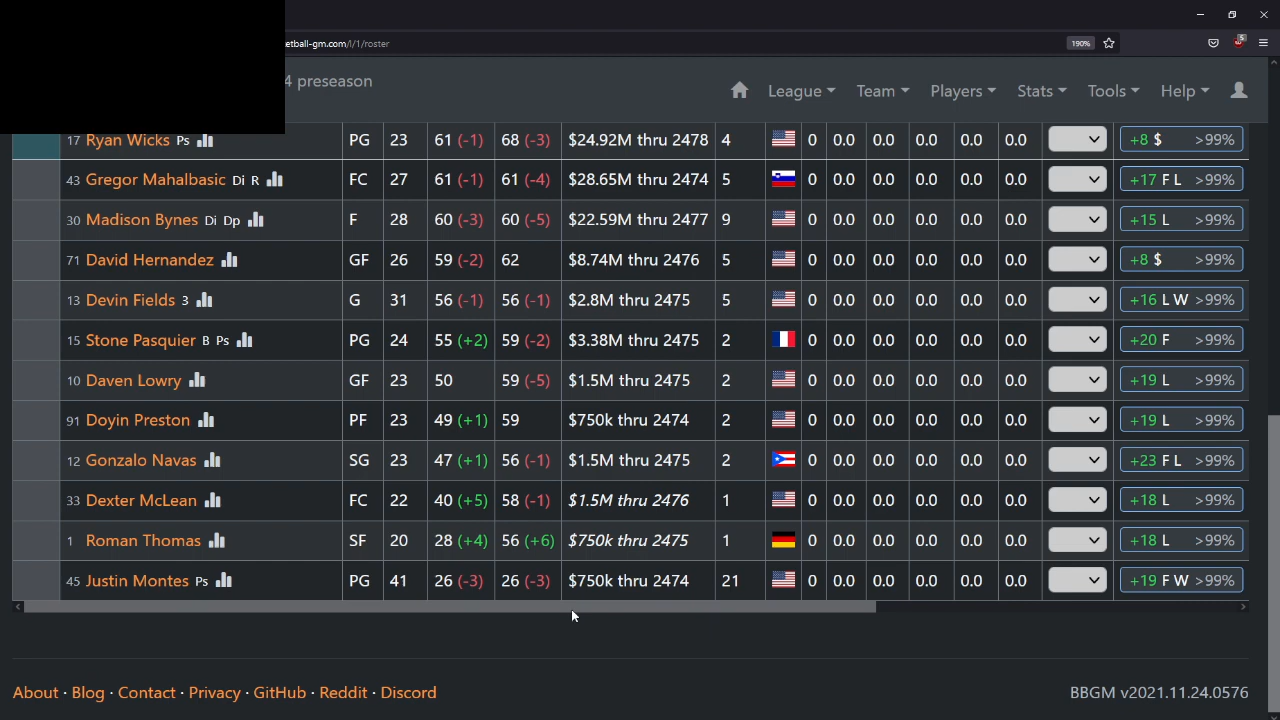 etball-gm.com/l/1/roster 190% 5
4 preseason League Team Players Stats Tools Help
17 Ryan Wicks Ps PG 23 61 (-1) 68 (-3) $24.92M thru 2478 4 0 0.0 0.0 0.0 0.0 0.0 +8 $ >99%
43 Gregor Mahalbasic Di R FC 27 61 (-1) 61 (-4) $28.65M thru 2474 5 0 0.0 0.0 0.0 0.0 0.0 +17 F L >99%
30 Madison Bynes Di Dp F 28 60 (-3) 60 (-5) $22.59M thru 2477 9 0 0.0 0.0 0.0 0.0 0.0 +15 L >99%
71 David Hernandez GF 26 59 (-2) 62 $8.74M thru 2476 5 0 0.0 0.0 0.0 0.0 0.0 +8 $ >99%
13 Devin Fields 3 G 31 56 (-1) 56 (-1) $2.8M thru 2475 5 0 0.0 0.0 0.0 0.0 0.0 +16 L W >99%
15 Stone Pasquier B Ps PG 24 55 (+2) 59 (-2) $3.38M thru 2475 2 0 0.0 0.0 0.0 0.0 0.0 +20 F >99%
10 Daven Lowry GF 23 50 59 (-5) $1.5M thru 2475 2 0 0.0 0.0 0.0 0.0 0.0 +19 L >99%
91 Doyin Preston PF 23 49 (+1) 59 $750k thru 2474 2 0 0.0 0.0 0.0 0.0 0.0 +19 L >99%
12 Gonzalo Navas SG 23 47 (+1) 56 (-1) $1.5M thru 2475 2 0 0.0 0.0 0.0 0.0 0.0 +23 F L >99%
33 Dexter McLean FC 22 40 (+5) 58 (-1) $1.5M thru 2476 1 0 0.0 0.0 0.0 0.0 0.0 +18 L >99%
1 Roman Thomas SF 20 28 (+4) 56 (+6) $750k thru 2475 1 0 0.0 0.0 0.0 0.0 0.0 +18 L >99%
45 Justin Montes Ps PG 41 26 (-3) 26 (-3) $750k thru 2474 21 0 0.0 0.0 0.0 0.0 0.0 +19 F W >99%
About · Blog · Contact · Privacy · GitHub · Reddit · Discord BBGM v2021.11.24.0576